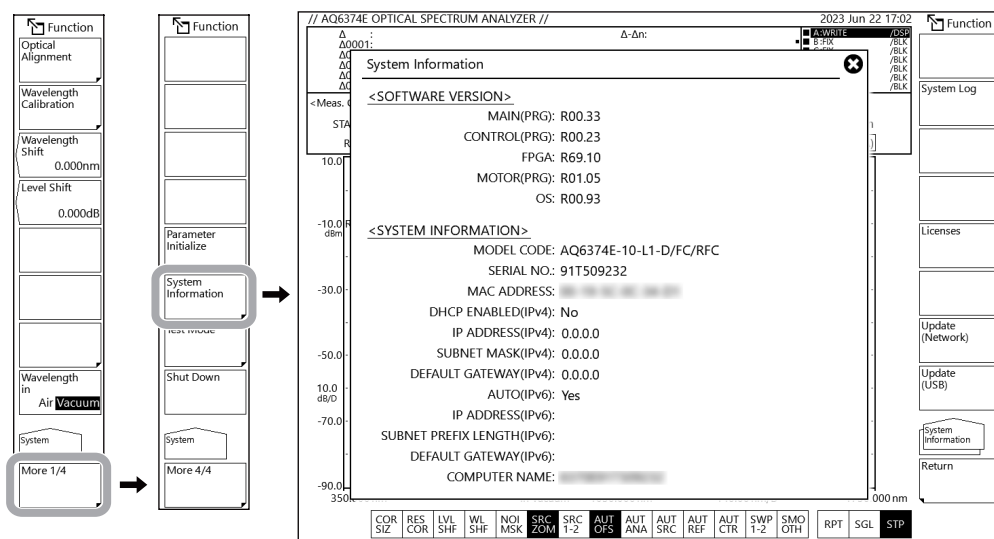 Function
Optical
Alignment
Wavelength
Calibration
Wavelength
Shift
0.000nm
Level Shift
0.000dB
Wavelength
in
Air Vacuum
System
More 1/4
Function
Parameter
Initialize
System
Information
Test Mode
Shut Down
System
More 4/4
// AQ6374E OPTICAL SPECTRUM ANALYZER //
2023 Jun 22 17:02
Δ :
Δ0001:
Δ-Δn:
A:WRITE /DSP
B:FIX /BLK
/BLK
/BLK
/BLK
/BLK
<Meas.
10.0
-10.0
dBm
-30.0
-50.0
10.0
dB/D
-70.0
-90.0
350
000 nm
System Information
<SOFTWARE VERSION>
MAIN(PRG): R00.33
CONTROL(PRG): R00.23
FPGA: R69.10
MOTOR(PRG): R01.05
OS: R00.93
<SYSTEM INFORMATION>
MODEL CODE: AQ6374E-10-L1-D/FC/RFC
SERIAL NO.: 91T509232
MAC ADDRESS:
DHCP ENABLED(IPv4): No
IP ADDRESS(IPv4): 0.0.0.0
SUBNET MASK(IPv4): 0.0.0.0
DEFAULT GATEWAY(IPv4): 0.0.0.0
AUTO(IPv6): Yes
IP ADDRESS(IPv6):
SUBNET PREFIX LENGTH(IPv6):
DEFAULT GATEWAY(IPv6):
COMPUTER NAME:
COR SIZ
RES COR
LVL SHF
WL SHF
NOI MSK
SRC ZOM
SRC 1-2
AUT OFS
AUT ANA
AUT SRC
AUT REF
AUT CTR
SWP 1-2
SMO OTH
RPT
SGL
STP
Function
System Log
Licenses
Update
(Network)
Update
(USB)
System
Information
Return